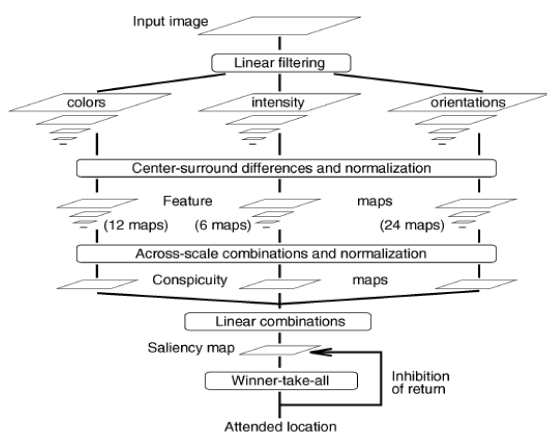 Input image
Linear filtering
colors intensity orientations
Center-surround differences and normalization
Feature maps
(12 maps) (6 maps) (24 maps)
Across-scale combinations and normalization
Conspicuity maps
Linear combinations
Saliency map
Winner-take-all
Inhibition
of return
Attended location